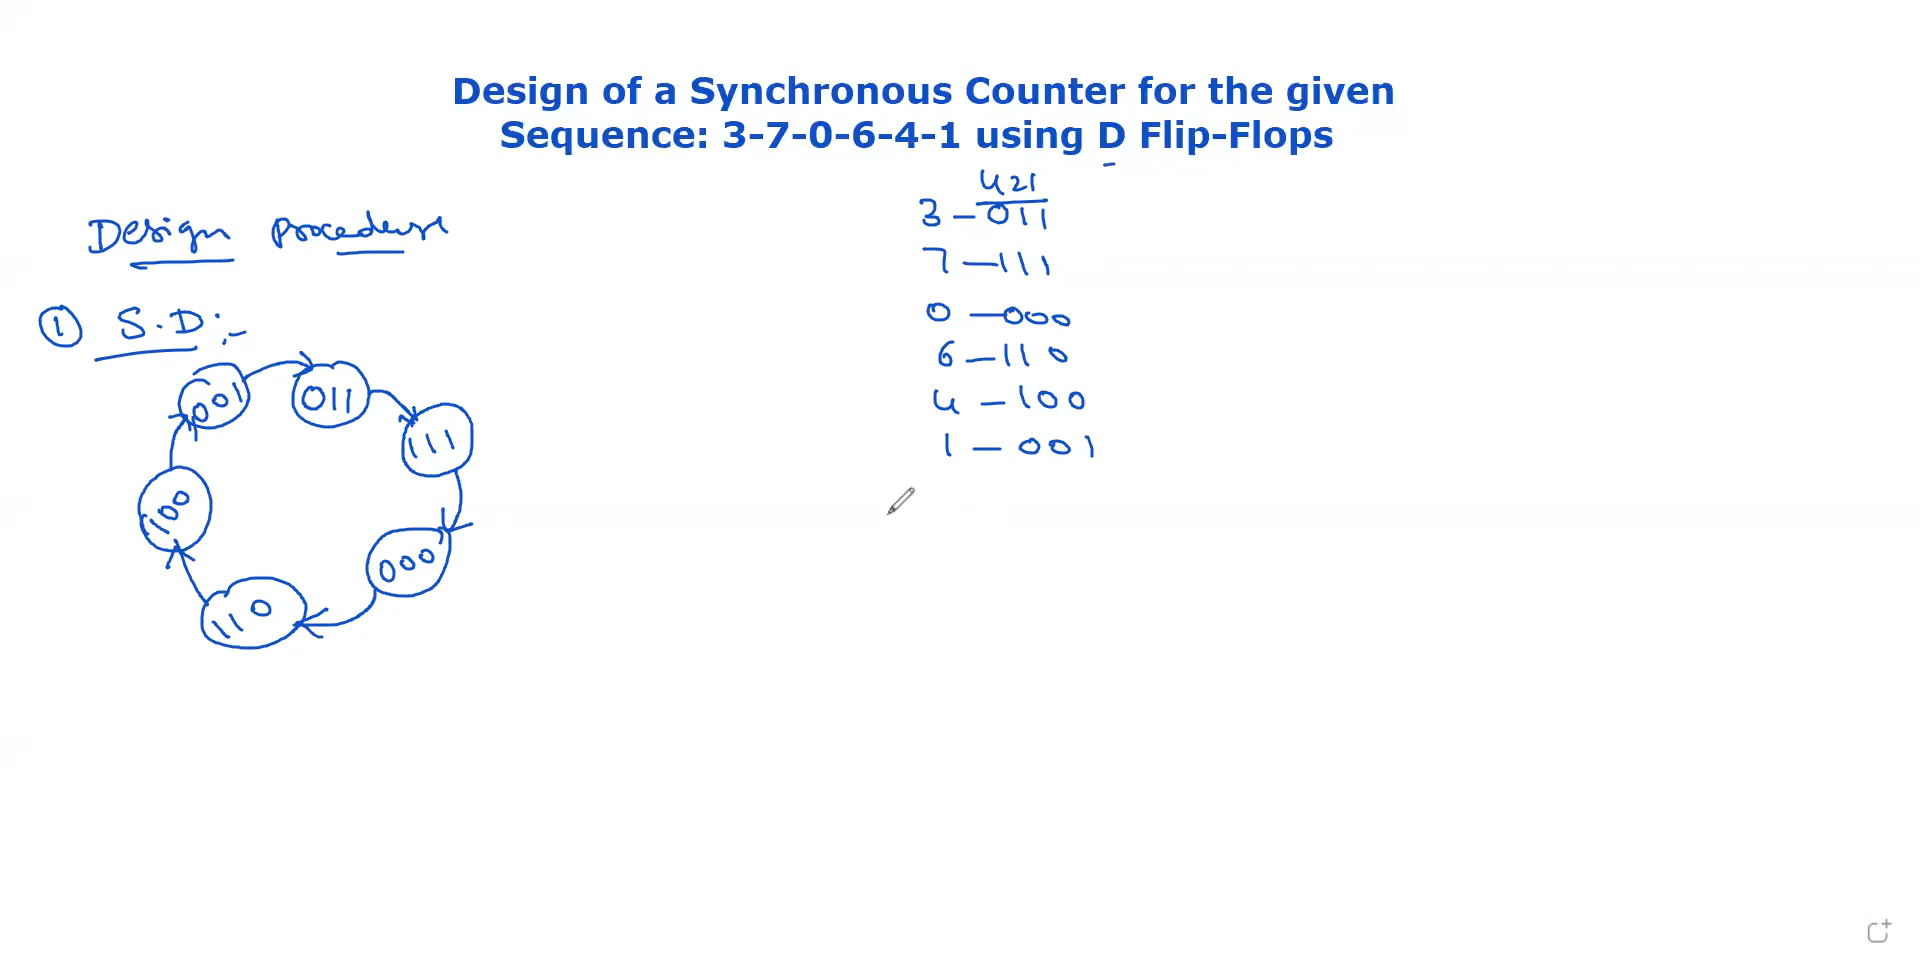 Design of a Synchronous Counter for the given
Sequence: 3-7-0-6-4-1 using D Flip-Flops
Design Procedure
① S.D:-
001
011
111
000
110
100
421
3 - 011
7 - 111
0 - 000
6 - 110
4 - 100
1 - 001